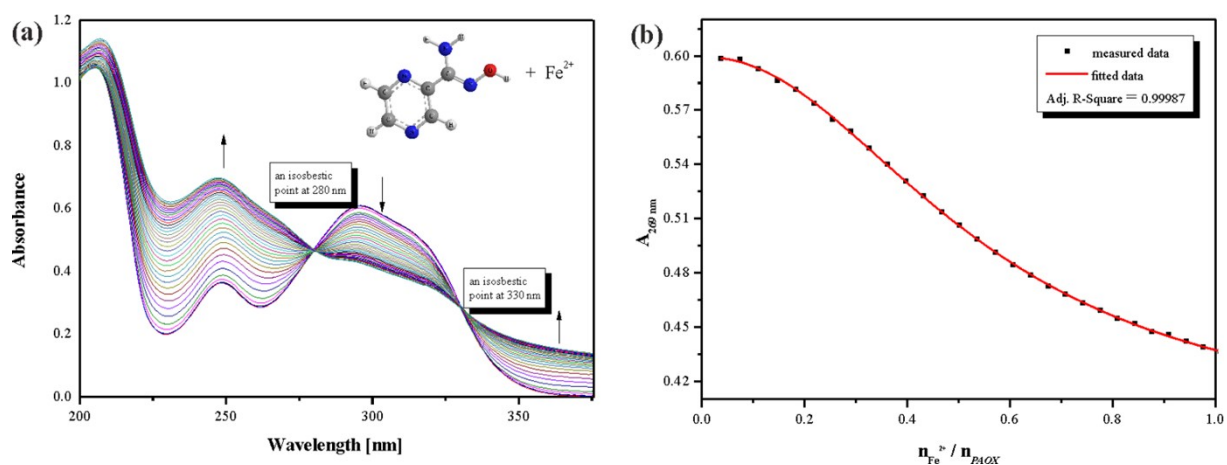 (a)
Absorbance
1.2
1.0
0.8
0.6
0.4
0.2
0.0
200
250
300
350
Wavelength [nm]
an isosbestic
point at 280 nm
an isosbestic
point at 330 nm
+ Fe²⁺
H
H
N
C
N
O
H
N
C
C
C
C
N
H
H
H
(b)
A269 nm
0.60
0.57
0.54
0.51
0.48
0.45
0.42
0.0
0.2
0.4
0.6
0.8
1.0
nFe²⁺ / nPAOX
measured data
fitted data
Adj. R-Square = 0.99987